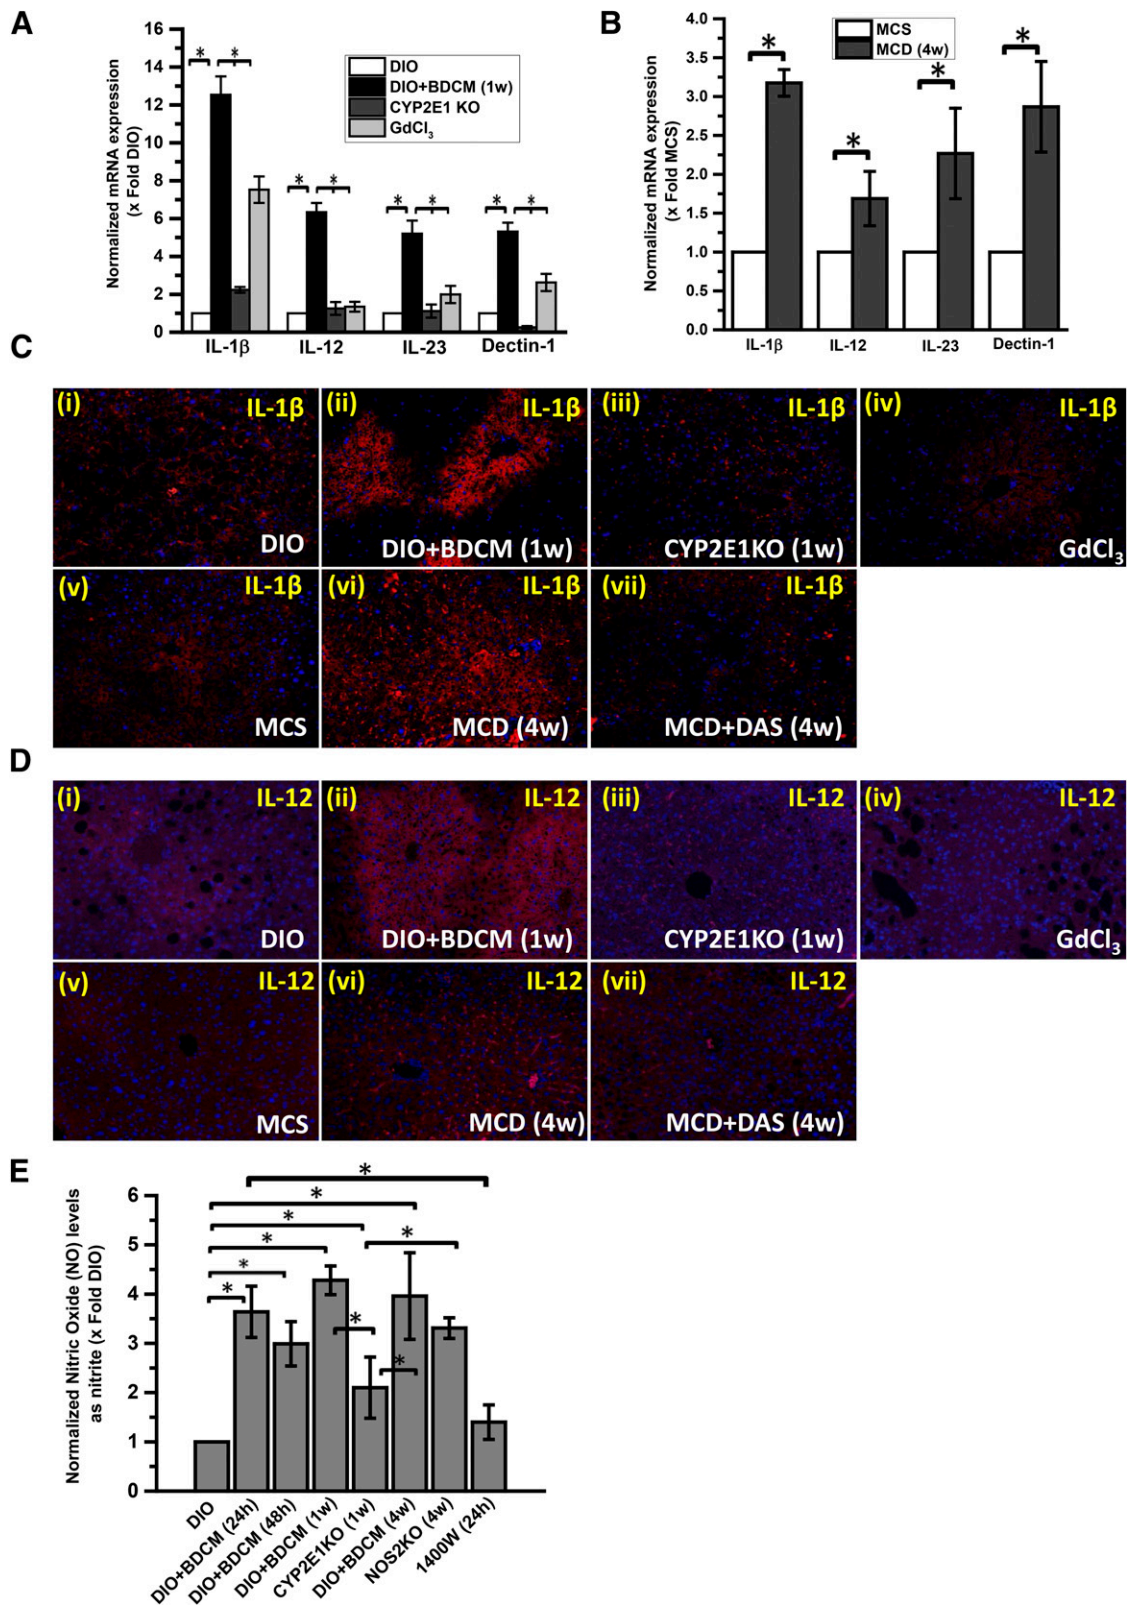 A
Normalized mRNA expression
(x Fold DIO)
16
14
12
10
8
6
4
2
0
DIO
DIO+BDCM (1w)
CYP2E1 KO
GdCl3
* * * * * * * *
IL-1β IL-12 IL-23 Dectin-1
B
Normalized mRNA expression
(x Fold MCS)
4.0
3.5
3.0
2.5
2.0
1.5
1.0
0.5
0.0
MCS
MCD (4w)
* * * *
IL-1β IL-12 IL-23 Dectin-1
C
(i) IL-1β DIO
(ii) IL-1β DIO+BDCM (1w)
(iii) IL-1β CYP2E1KO (1w)
(iv) IL-1β GdCl3
(v) IL-1β MCS
(vi) IL-1β MCD (4w)
(vii) IL-1β MCD+DAS (4w)
D
(i) IL-12 DIO
(ii) IL-12 DIO+BDCM (1w)
(iii) IL-12 CYP2E1KO (1w)
(iv) IL-12 GdCl3
(v) IL-12 MCS
(vi) IL-12 MCD (4w)
(vii) IL-12 MCD+DAS (4w)
E
Normalized Nitric Oxide (NO) levels
as nitrite (x Fold DIO)
6
5
4
3
2
1
0
* * * * * * * * *
DIO
DIO+BDCM (24h)
DIO+BDCM (48h)
DIO+BDCM (1w)
CYP2E1KO (1w)
DIO+BDCM (4w)
NOS2KO (4w)
1400W (24h)